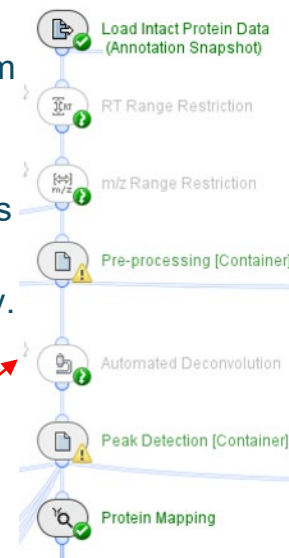 Load Intact Protein Data
(Annotation Snapshot)
m
RT
RT Range Restriction
m/z
m/z Range Restriction
s
Pre-processing [Container]
y.
Automated Deconvolution
Peak Detection [Container]
Protein Mapping